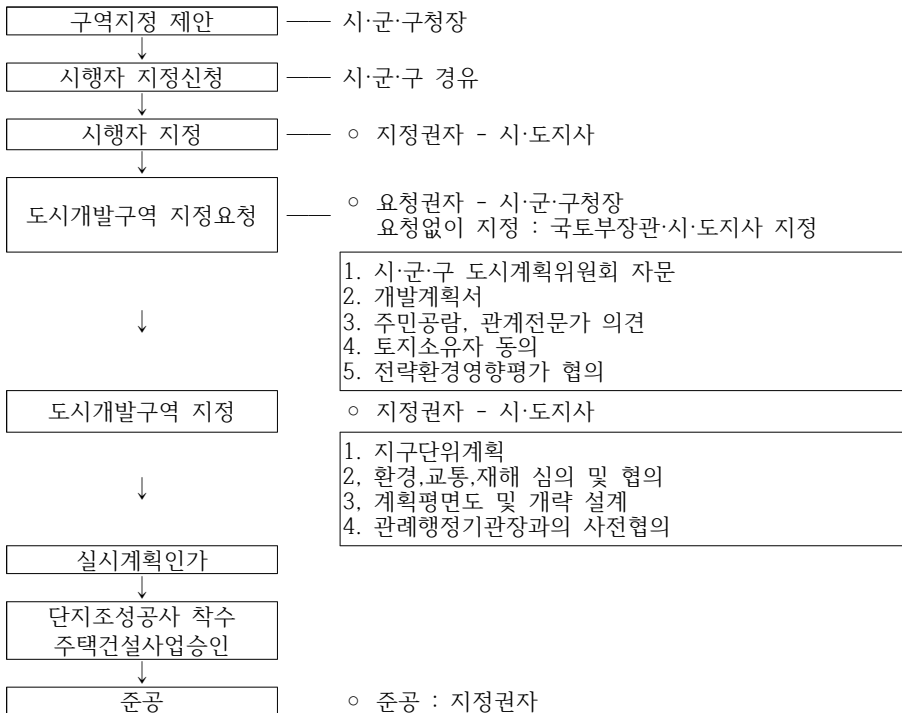 구역지정 제안 ── 시·군·구청장
↓
시행자 지정신청 ── 시·군·구 경유
↓
시행자 지정 ── ○ 지정권자 - 시·도지사
↓
도시개발구역 지정요청 ── ○ 요청권자 - 시·군·구청장
요청없이 지정 : 국토부장관·시·도지사 지정
↓
1. 시·군·구 도시계획위원회 자문
2. 개발계획서
3. 주민공람, 관계전문가 의견
4. 토지소유자 동의
5. 전략환경영향평가 협의
도시개발구역 지정 ○ 지정권자 - 시·도지사
↓
1. 지구단위계획
2, 환경,교통,재해 심의 및 협의
3, 계획평면도 및 개략 설계
4. 관례행정기관장과의 사전협의
실시계획인가
↓
단지조성공사 착수
주택건설사업승인
↓
준공 ○ 준공 : 지정권자